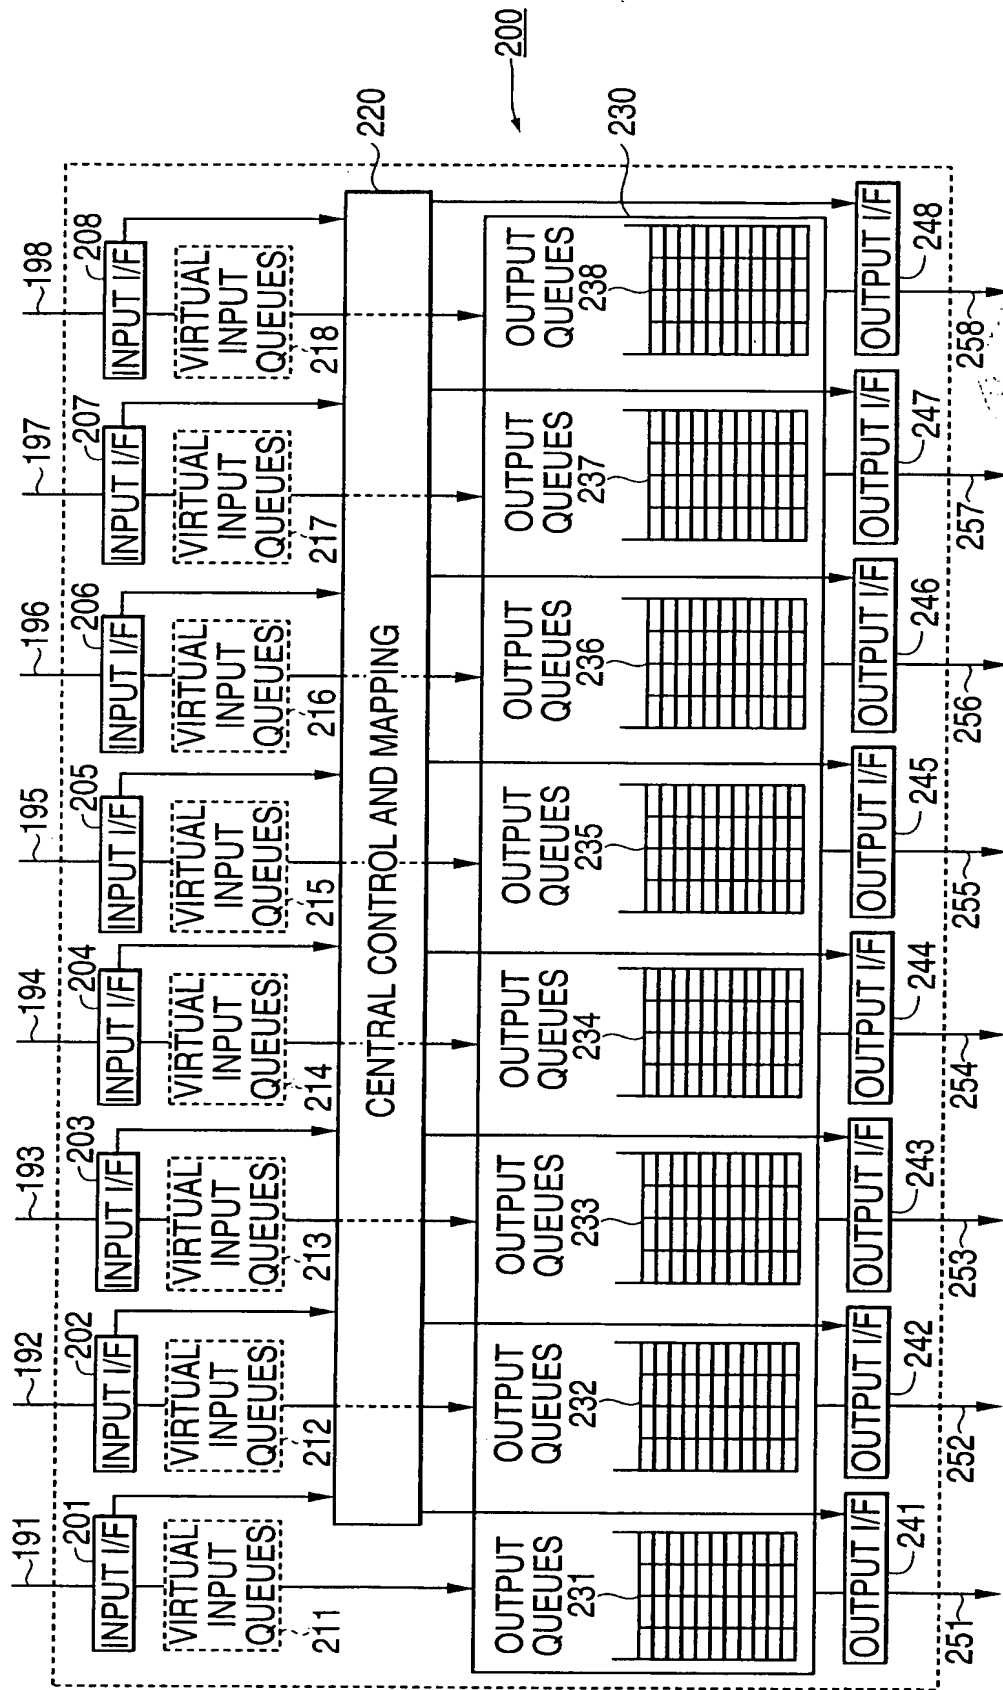 200
191
192
193
194
195
196
197
198
201
202
203
204
205
206
207
208
INPUT I/F
INPUT I/F
INPUT I/F
INPUT I/F
INPUT I/F
INPUT I/F
INPUT I/F
INPUT I/F
VIRTUAL
INPUT
QUEUES
211
VIRTUAL
INPUT
QUEUES
212
VIRTUAL
INPUT
QUEUES
213
VIRTUAL
INPUT
QUEUES
214
VIRTUAL
INPUT
QUEUES
215
VIRTUAL
INPUT
QUEUES
216
VIRTUAL
INPUT
QUEUES
217
VIRTUAL
INPUT
QUEUES
218
CENTRAL CONTROL AND MAPPING
220
230
OUTPUT
QUEUES
231
OUTPUT
QUEUES
232
OUTPUT
QUEUES
233
OUTPUT
QUEUES
234
OUTPUT
QUEUES
235
OUTPUT
QUEUES
236
OUTPUT
QUEUES
237
OUTPUT
QUEUES
238
OUTPUT I/F
OUTPUT I/F
OUTPUT I/F
OUTPUT I/F
OUTPUT I/F
OUTPUT I/F
OUTPUT I/F
OUTPUT I/F
241
242
243
244
245
246
247
248
251
252
253
254
255
256
257
258